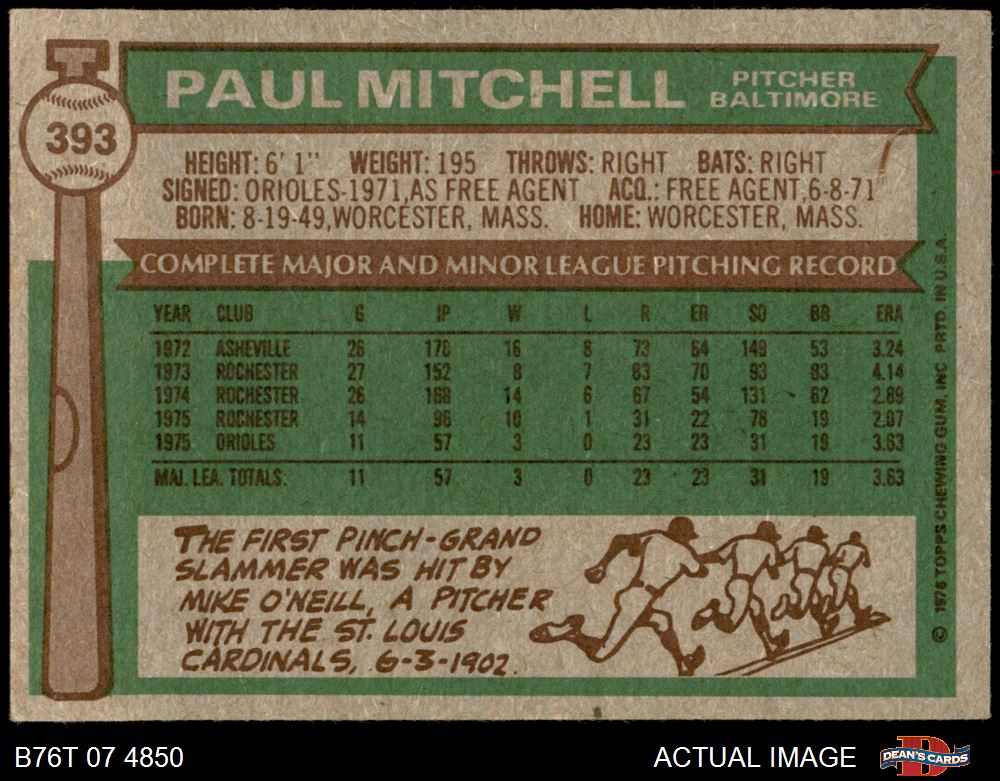 393
PAUL MITCHELL
PITCHER
BALTIMORE
HEIGHT: 6' 1" WEIGHT: 195 THROWS: RIGHT BATS: RIGHT
SIGNED: ORIOLES-1971, AS FREE AGENT ACQ.: FREE AGENT, 6-8-71
BORN: 8-19-49, WORCESTER, MASS. HOME: WORCESTER, MASS.
COMPLETE MAJOR AND MINOR LEAGUE PITCHING RECORD
YEAR CLUB G IP W L R ER SO BB ERA
1972 ASHEVILLE 26 178 16 8 73 64 149 53 3.24
1973 ROCHESTER 27 152 8 7 83 70 93 93 4.14
1974 ROCHESTER 26 168 14 6 67 54 131 62 2.89
1975 ROCHESTER 14 96 10 1 31 22 78 19 2.07
1975 ORIOLES 11 57 3 0 23 23 31 19 3.63
MAJ. LEA. TOTALS: 11 57 3 0 23 23 31 19 3.63
THE FIRST PINCH-GRAND
SLAMMER WAS HIT BY
MIKE O'NEILL, A PITCHER
WITH THE ST. LOUIS
CARDINALS, 6-3-1902.
© 1976 TOPPS CHEWING GUM, INC. PRTD. IN U.S.A.
B76T 07 4850
ACTUAL IMAGE
DEAN'S CARDS